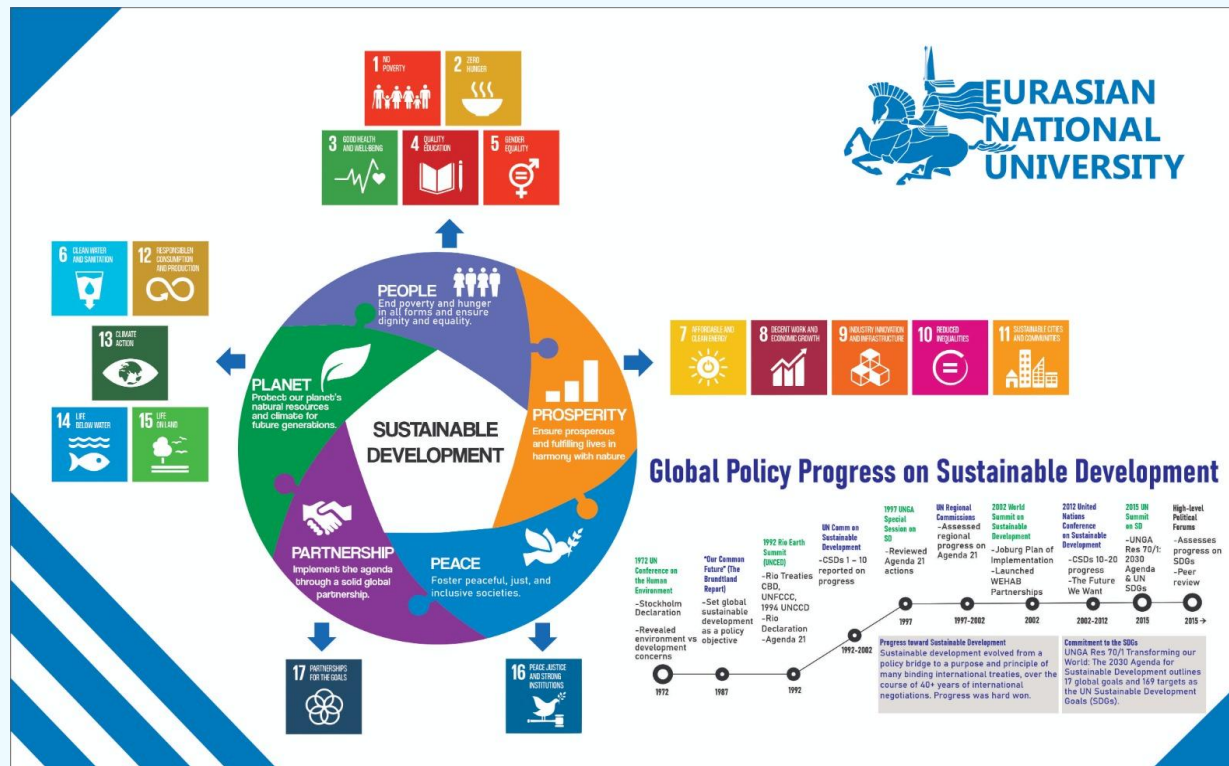 1 NO
POVERTY
2 ZERO
HUNGER
3 GOOD HEALTH
AND WELL-BEING
4 QUALITY
EDUCATION
5 GENDER
EQUALITY
EURASIAN
NATIONAL
UNIVERSITY
6 CLEAN WATER
AND SANITATION
12 RESPONSIBLEN
CONSUMPTION
AND PRODUCTION
13 CLIMATE
ACTION
14 LIFE
BELOW WATER
15 LIFE
ON LAND
PEOPLE
End poverty and hunger
in all forms and ensure
dignity and equality.
PLANET
Protect our planet's
natural resources
and climate for
future generations.
SUSTAINABLE
DEVELOPMENT
PROSPERITY
Ensure prosperous
and fulfilling lives in
harmony with nature
PARTNERSHIP
Implement the agenda
through a solid global
partnership.
PEACE
Foster peaceful, just, and
inclusive societies.
7 AFFORDABLE AND
CLEAN ENERGY
8 DECENT WORK AND
ECONOMIC GROWTH
9 INDUSTRY INNOVATION
AND INFRASTRUCTURE
10 REDUCED
INEQUALITIES
11 SUSTAINABLE CITIES
AND COMMUNITIES
17 PARTNERSHIPS
FOR THE GOALS
16 PEACE JUSTICE
AND STRONG
INSTITUTIONS
Global Policy Progress on Sustainable Development
1972 UN
Conference on
the Human
Environment
-Stockholm
Declaration
-Revealed
environment vs
development
concerns
1972
"Our Common
Future" (The
Brundtland
Report)
-Set global
sustainable
development
as a policy
objective
1987
1992 Rio Earth
Summit
(UNCED)
-Rio Treaties
CBD,
UNFCCC,
1994 UNCCD
-Rio
Declaration
-Agenda 21
1992
UN Comm on
Sustainable
Development
-CSDs 1 - 10
reported on
progress
1992-2002
1997 UNGA
Special
Session on
SD
-Reviewed
Agenda 21
actions
1997
UN Regional
Commissions
-Assessed
regional
progress on
Agenda 21
1997-2002
2002 World
Summit on
Sustainable
Development
-Joburg Plan of
Implementation
-Launched
WEHAB
Partnerships
2002
2012 United
Nations
Conference
on Sustainable
Development
-CSDs 10-20
progress
-The Future
We Want
2002-2012
2015 UN
Summit
on SD
-UNGA
Res 70/1:
2030
Agenda
& UN
SDGs
2015
High-level
Political
Forums
-Assesses
progress on
SDGs
-Peer
review
2015 →
Progress toward Sustainable Development
Sustainable development evolved from a
policy bridge to a purpose and principle of
many binding international treaties, over the
course of 40+ years of international
negotiations. Progress was hard won.
Commitment to the SDGs
UNGA Res 70/1 Transforming our
World: The 2030 Agenda for
Sustainable Development outlines
17 global goals and 169 targets as
the UN Sustainable Development
Goals (SDGs).